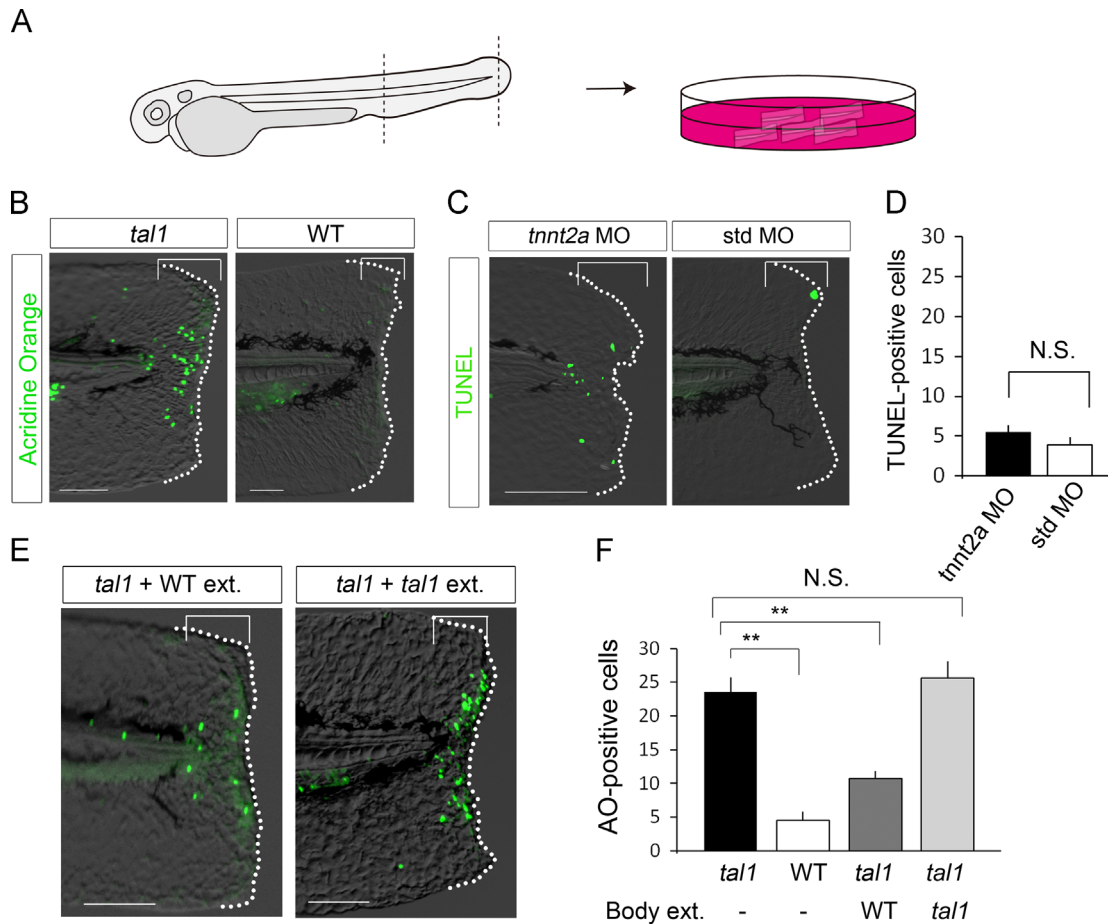 A
B
tal1
WT
Acridine Orange
C
tnnt2a MO
std MO
TUNEL
D
TUNEL-positive cells
30
25
20
15
10
5
0
N.S.
tnnt2a MO
std MO
E
tal1 + WT ext.
tal1 + tal1 ext.
F
N.S.
**
**
AO-positive cells
30
25
20
15
10
5
0
tal1 WT tal1 tal1
Body ext. - - WT tal1